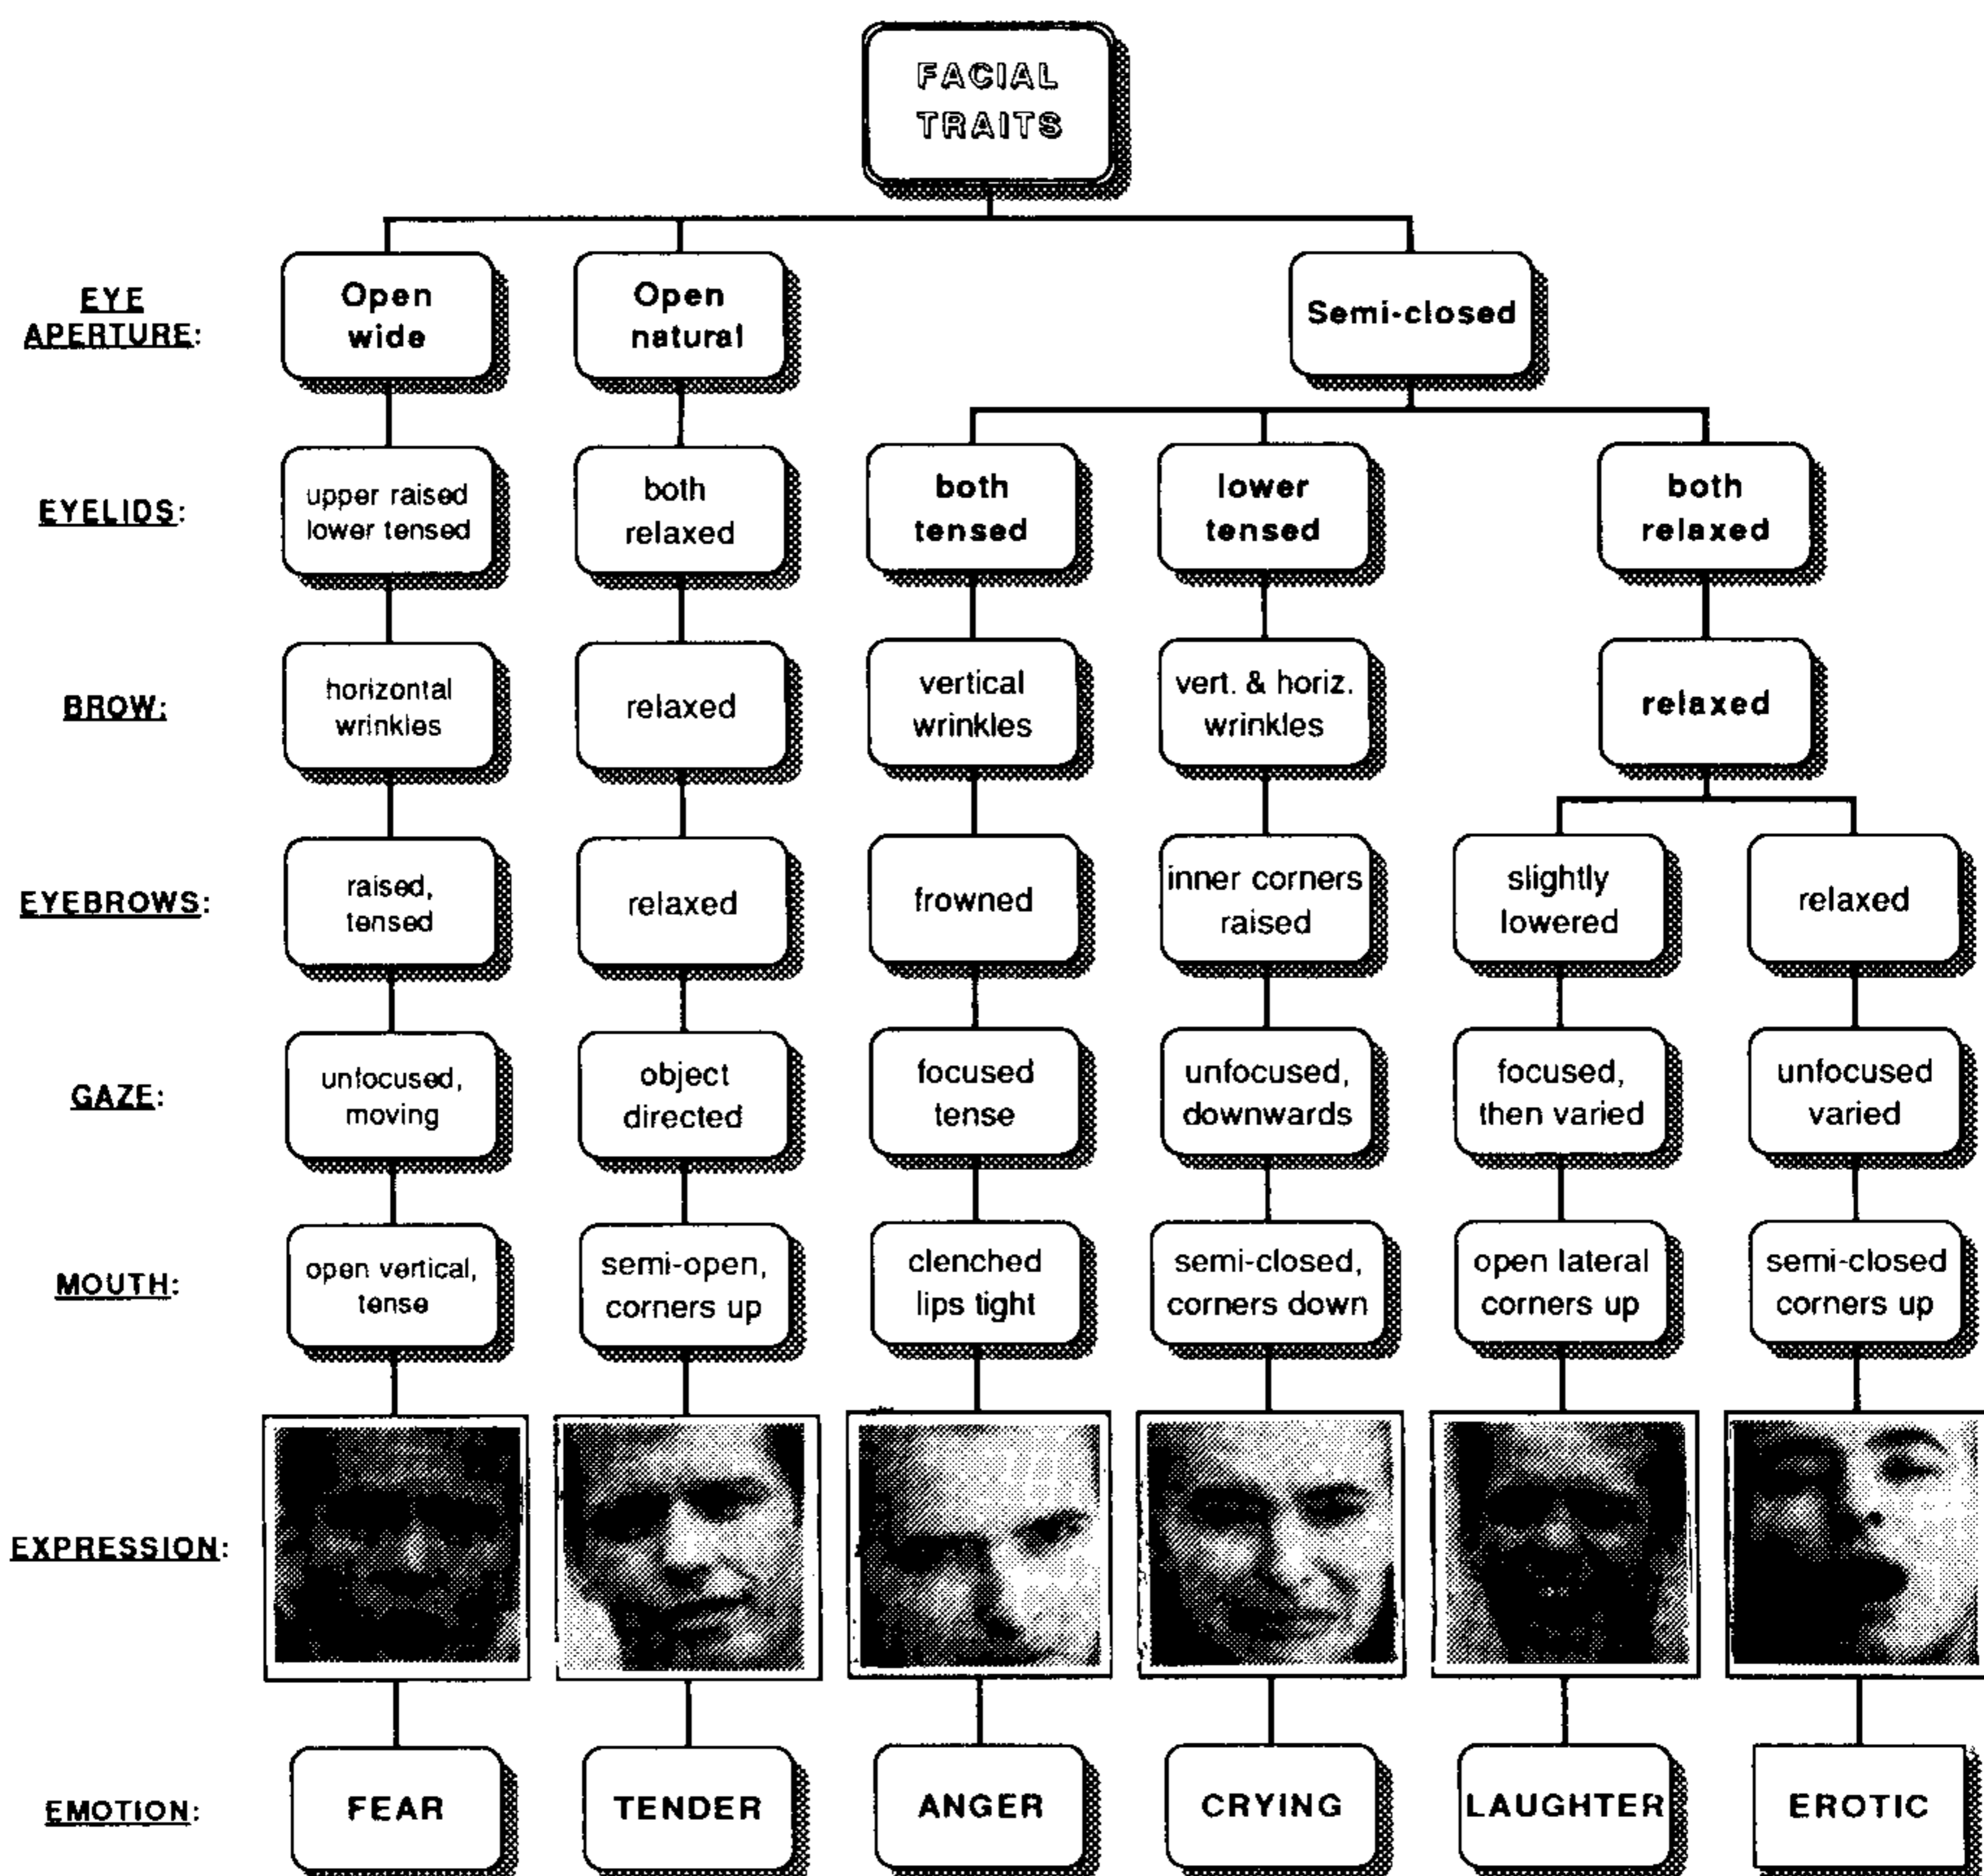 FACIAL
TRAITS
EYE
APERTURE:
Open
wide
Open
natural
Semi-closed
EYELIDS:
upper raised
lower tensed
both
relaxed
both
tensed
lower
tensed
both
relaxed
BROW:
horizontal
wrinkles
relaxed
vertical
wrinkles
vert. & horiz.
wrinkles
relaxed
EYEBROWS:
raised,
tensed
relaxed
frowned
inner corners
raised
slightly
lowered
relaxed
GAZE:
unfocused,
moving
object
directed
focused
tense
unfocused,
downwards
focused,
then varied
unfocused
varied
MOUTH:
open vertical,
tense
semi-open,
corners up
clenched
lips tight
semi-closed,
corners down
open lateral
corners up
semi-closed
corners up
EXPRESSION:
EMOTION:
FEAR
TENDER
ANGER
CRYING
LAUGHTER
EROTIC